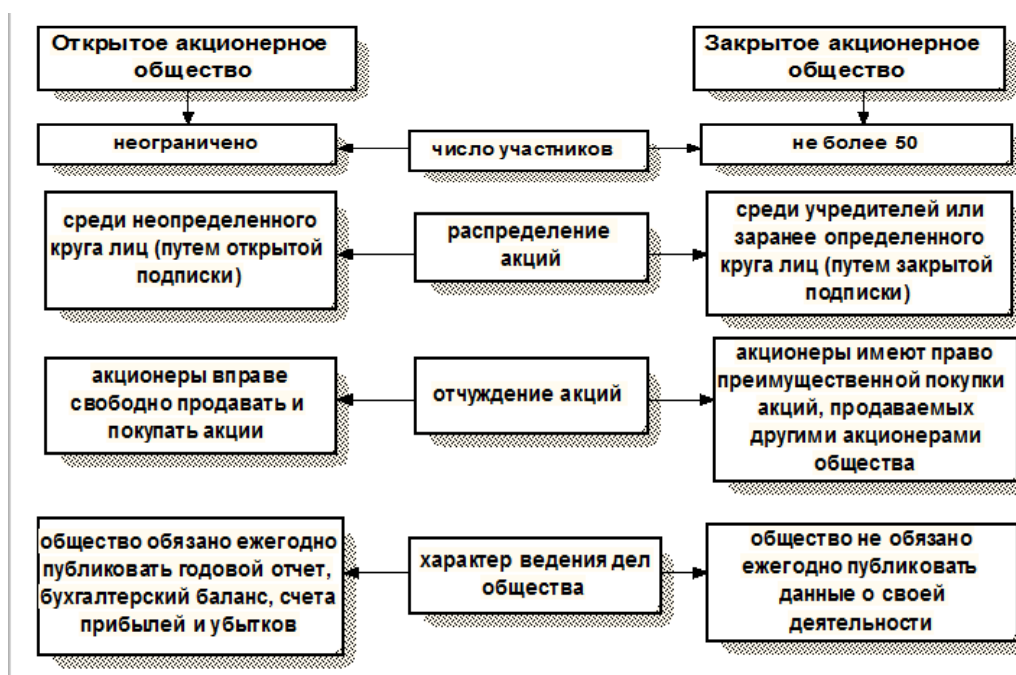 Открытое акционерное
общество
Закрытое акционерное
общество
неограничено
число участников
не более 50
среди неопределенного
круга лиц (путем открытой
подписки)
распределение
акций
среди учредителей или
заранее определенного
круга лиц (путем закрытой
подписки)
акционеры вправе
свободно продавать и
покупать акции
отчуждение акций
акционеры имеют право
преимущественной покупки
акций, продаваемых
другими акционерами
общества
общество обязано ежегодно
публиковать годовой отчет,
бухгалтерский баланс, счета
прибылей и убытков
характер ведения дел
общества
общество не обязано
ежегодно публиковать
данные о своей
деятельности